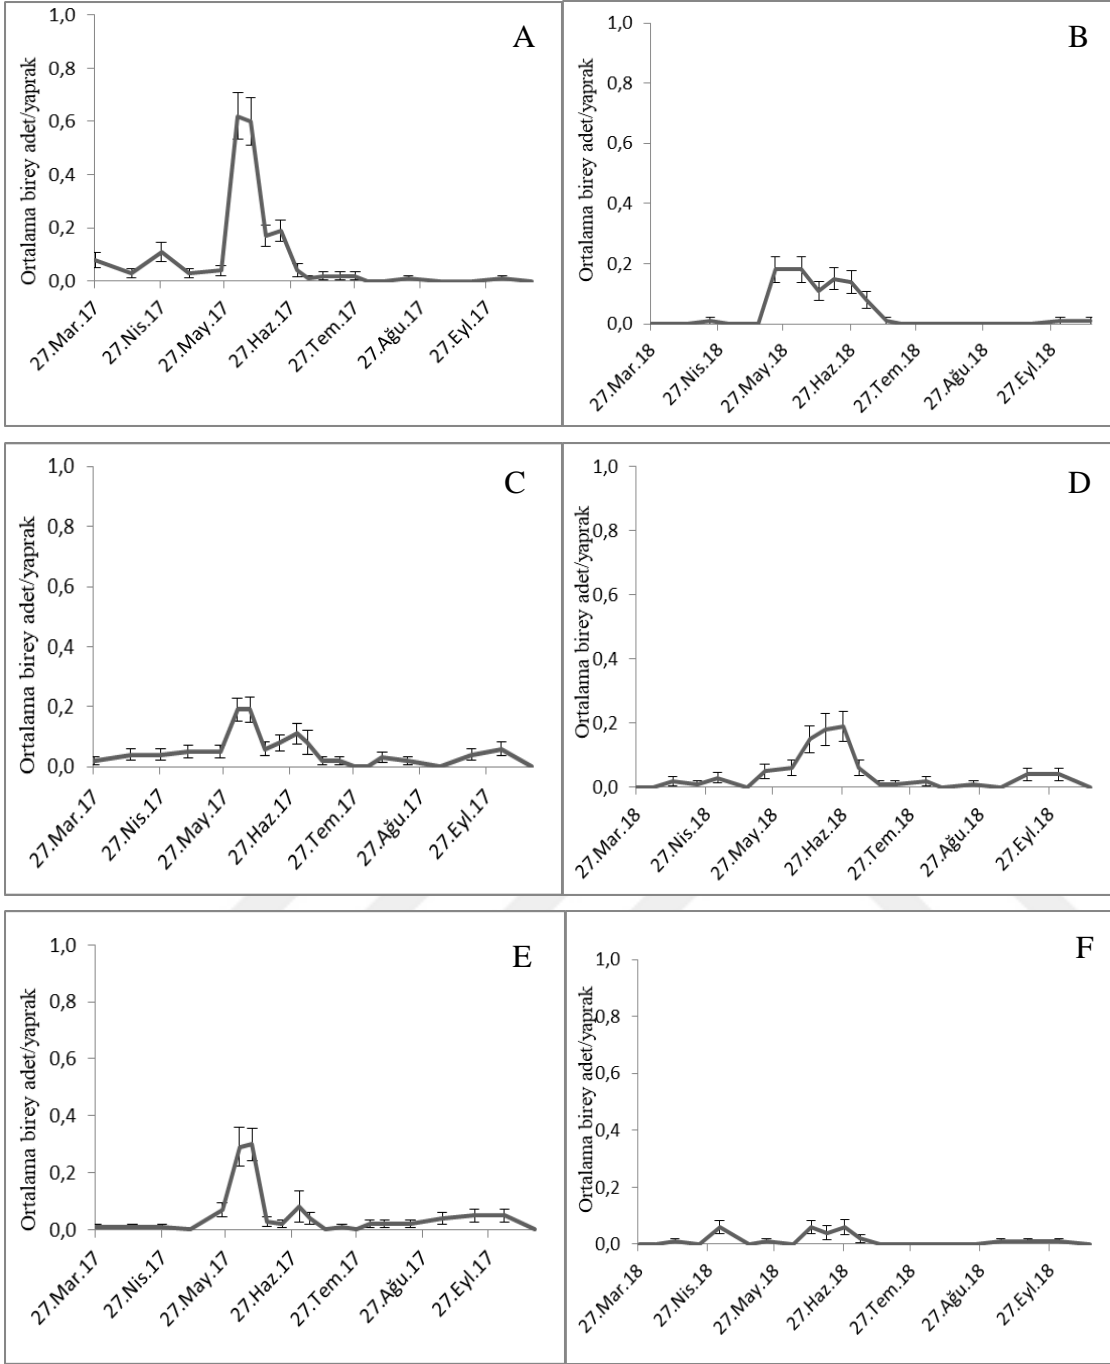 A
Ortalama birey adet/yaprak
1,0
0,8
0,6
0,4
0,2
0,0
27.Mar.17
27.Nis.17
27.May.17
27.Haz.17
27.Tem.17
27.Ağu.17
27.Eyl.17
B
Ortalama birey adet/yaprak
1,0
0,8
0,6
0,4
0,2
0,0
27.Mar.18
27.Nis.18
27.May.18
27.Haz.18
27.Tem.18
27.Ağu.18
27.Eyl.18
C
Ortalama birey adet/yaprak
1,0
0,8
0,6
0,4
0,2
0,0
27.Mar.17
27.Nis.17
27.May.17
27.Haz.17
27.Tem.17
27.Ağu.17
27.Eyl.17
D
Ortalama birey adet/yaprak
1,0
0,8
0,6
0,4
0,2
0,0
27.Mar.18
27.Nis.18
27.May.18
27.Haz.18
27.Tem.18
27.Ağu.18
27.Eyl.18
E
Ortalama birey adet/yaprak
1,0
0,8
0,6
0,4
0,2
0,0
27.Mar.17
27.Nis.17
27.May.17
27.Haz.17
27.Tem.17
27.Ağu.17
27.Eyl.17
F
Ortalama birey adet/yaprak
1,0
0,8
0,6
0,4
0,2
0,0
27.Mar.18
27.Nis.18
27.May.18
27.Haz.18
27.Tem.18
27.Ağu.18
27.Eyl.18